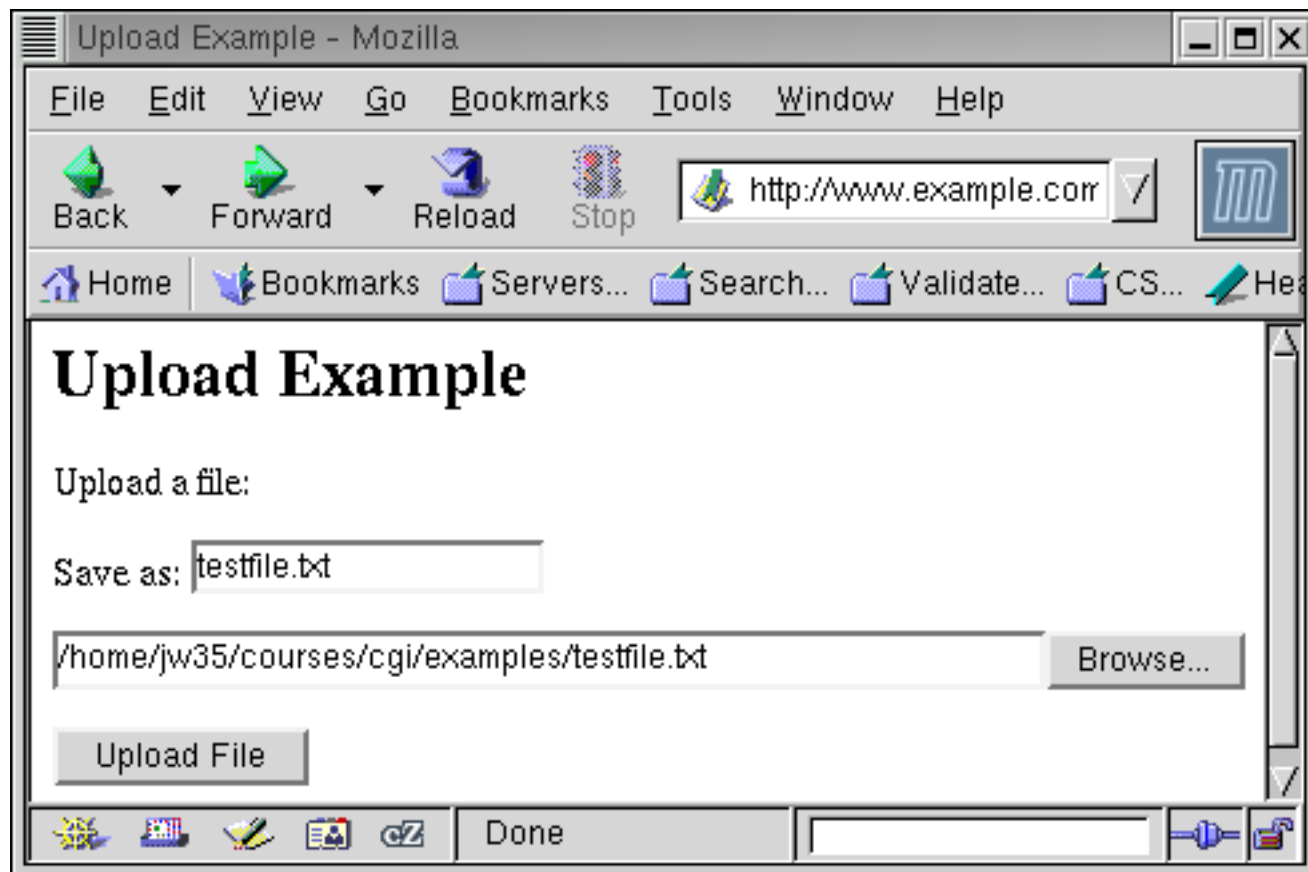 Upload Example - Mozilla
File Edit View Go Bookmarks Tools Window Help
Back Forward Reload Stop http://www.example.com
Home Bookmarks Servers... Search... Validate... CS... Hea
Upload Example
Upload a file:
Save as: testfile.txt
/home/jw35/courses/cgi/examples/testfile.txt Browse...
Upload File
cZ Done